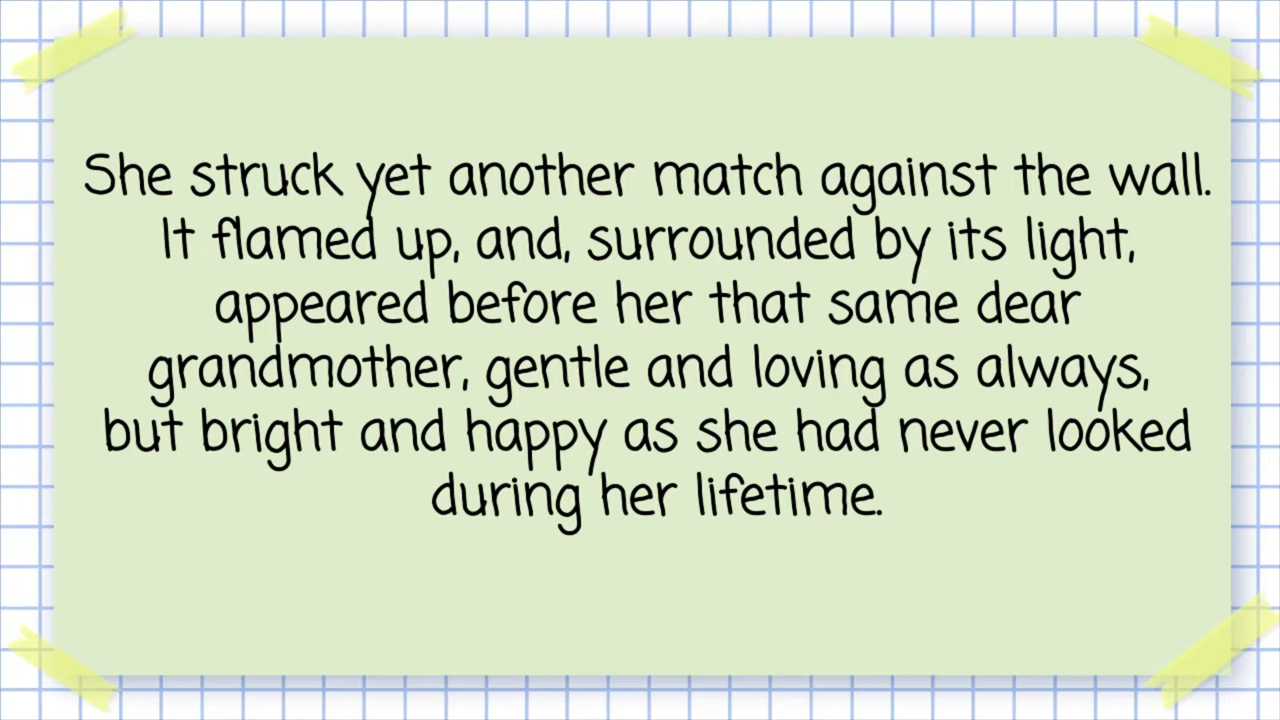 She struck yet another match against the wall.
It flamed up, and, surrounded by its light,
appeared before her that same dear
grandmother, gentle and loving as always,
but bright and happy as she had never looked
during her lifetime.